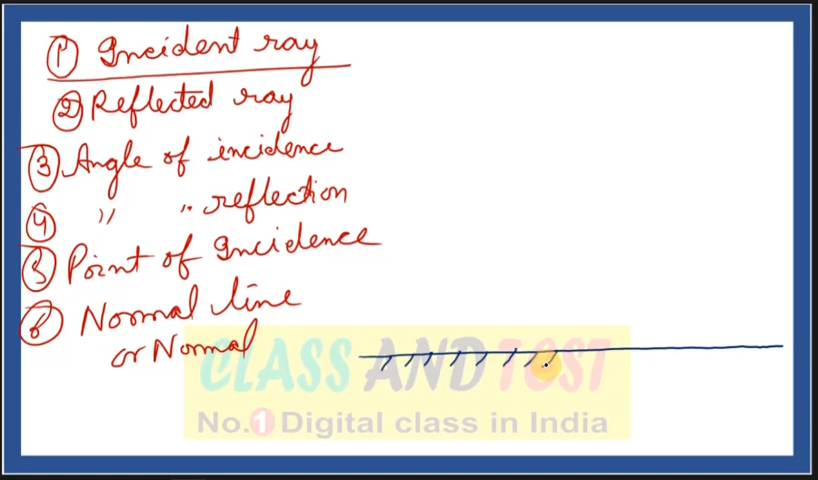 1 Incident ray
2 Reflected ray
3 Angle of incidence
4 " " reflection
5 Point of Incidence
6 Normal line
or Normal
CLASS AND TEST
No.1 Digital class in India